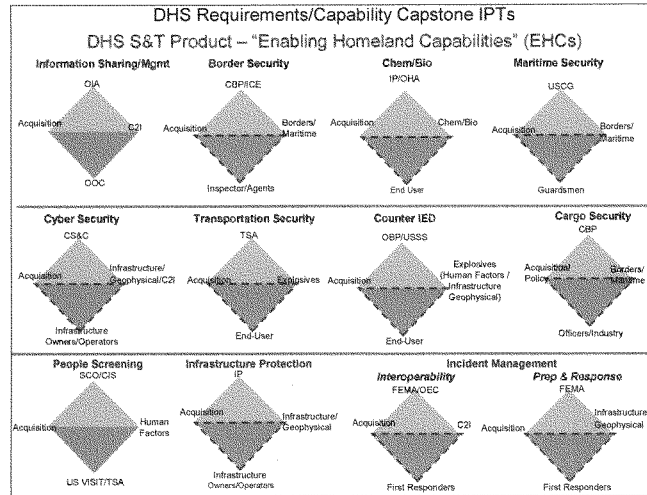 DHS Requirements/Capability Capstone IPTs
DHS S&T Product – "Enabling Homeland Capabilities" (EHCs)
Information Sharing/Mgmt
OIA
Acquisition
C2I
OOC
Border Security
CBP/ICE
Acquisition
Borders/
Maritime
Inspector/Agents
Chem/Bio
IP/OHA
Acquisition
Chem/Bio
End User
Maritime Security
USCG
Acquisition
Borders/
Maritime
Guardsmen
Cyber Security
CS&C
Acquisition
Infrastructure/
Geophysical/C2I
Infrastructure
Owners/Operators
Transportation Security
TSA
Acquisition
Explosives
End-User
Counter IED
OBP/USSS
Acquisition
Explosives
{Human Factors /
Infrastructure
Geophysical}
End-User
Cargo Security
CBP
Acquisition/
Policy
Borders/
Maritime
Officers/Industry
People Screening
SCO/CIS
Acquisition
Human
Factors
US VISIT/TSA
Infrastructure Protection
IP
Acquisition
Infrastructure/
Geophysical
Infrastructure
Owners/Operators
Incident Management
Interoperability
FEMA/OEC
Acquisition
C2I
First Responders
Prep & Response
FEMA
Acquisition
Infrastructure
Geophysical
First Responders